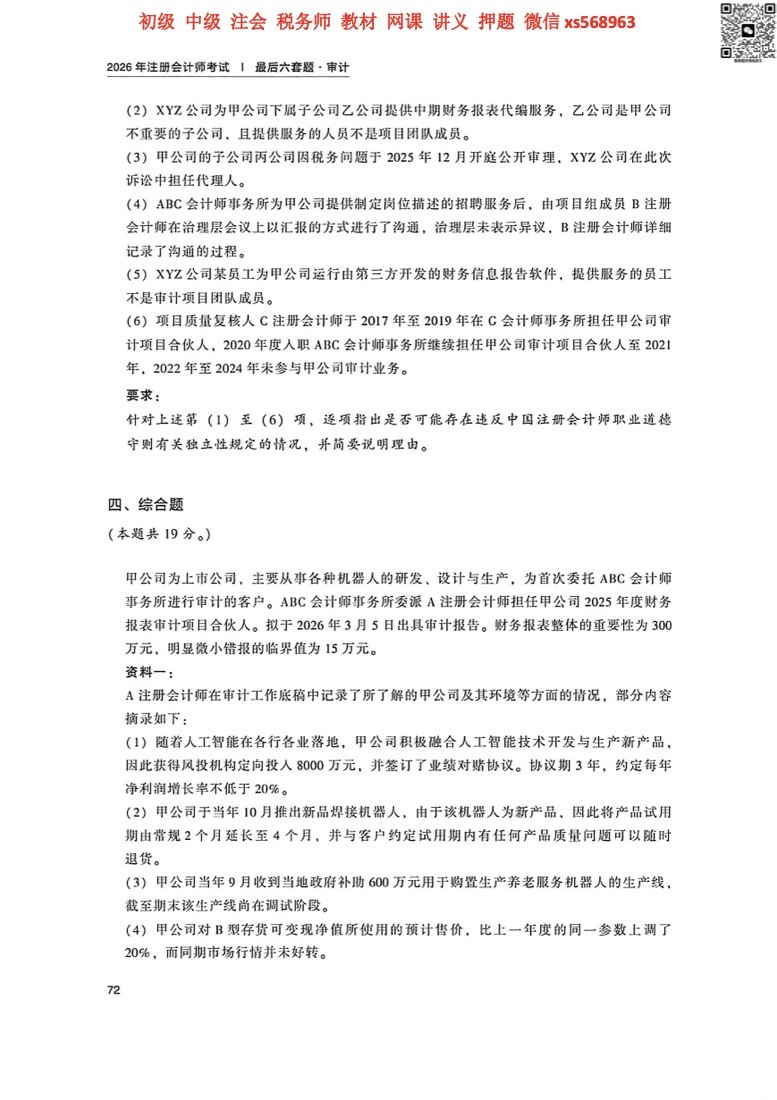 初级 中级 注会 税务师 教材 网课 讲义 押题 微信xs568963
2026年注册会计师考试 | 最后六套题·审计
(2) XYZ公司为甲公司下属子公司乙公司提供中期财务报表代编服务,乙公司是甲公司
不重要的子公司,且提供服务的人员不是项目团队成员。
(3) 甲公司的子公司丙公司因税务问题于2025年12月开庭公开审理,XYZ公司在此次
诉讼中担任代理人。
(4) ABC会计师事务所为甲公司提供制定岗位描述的招聘服务后,由项目组成员B注册
会计师在治理层会议上以汇报的方式进行了沟通,治理层未表示异议,B注册会计师详细
记录了沟通的过程。
(5) XYZ公司某员工为甲公司运行由第三方开发的财务信息报告软件,提供服务的员工
不是审计项目团队成员。
(6) 项目质量复核人C注册会计师于2017年至2019年在G会计师事务所担任甲公司审
计项目合伙人,2020年度入职ABC会计师事务所继续担任甲公司审计项目合伙人至2021
年,2022年至2024年未参与甲公司审计业务。
要求:
针对上述第(1)至(6)项,逐项指出是否可能存在违反中国注册会计师职业道德
守则有关独立性规定的情况,并简要说明理由。
四、综合题
(本题共19分。)
甲公司为上市公司,主要从事各种机器人的研发、设计与生产,为首次委托ABC会计师
事务所进行审计的客户。ABC会计师事务所委派A注册会计师担任甲公司2025年度财务
报表审计项目合伙人。拟于2026年3月5日出具审计报告。财务报表整体的重要性为300
万元,明显微小错报的临界值为15万元。
资料一:
A注册会计师在审计工作底稿中记录了所了解的甲公司及其环境等方面的情况,部分内容
摘录如下:
(1) 随着人工智能在各行各业落地,甲公司积极融合人工智能技术开发与生产新产品,
因此获得风投机构定向投入8000万元,并签订了业绩对赌协议。协议期3年,约定每年
净利润增长率不低于20%。
(2) 甲公司于当年10月推出新品焊接机器人,由于该机器人为新产品,因此将产品试用
期由常规2个月延长至4个月,并与客户约定试用期内有任何产品质量问题可以随时
退货。
(3) 甲公司当年9月收到当地政府补助600万元用于购置生产养老服务机器人的生产线,
截至期末该生产线尚在调试阶段。
(4) 甲公司对B型存货可变现净值所使用的预计售价,比上一年度的同一参数上调了
20%,而同期市场行情并未好转。
72